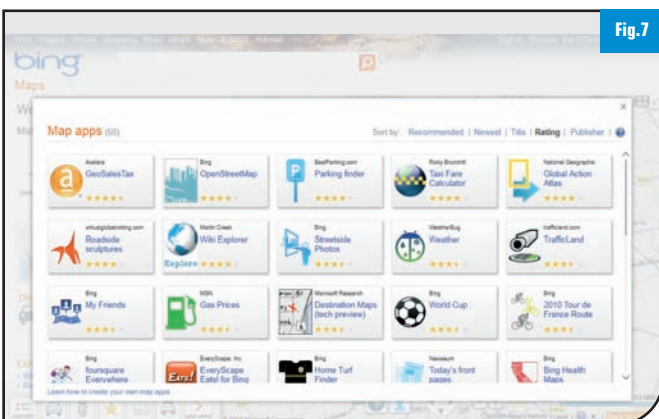 Fig.7
bing
Maps
We
Map apps (50)
Sort by: Recommended | Newest | Title | Rating | Publisher |
Avalara
GeoSalesTax
Bing
OpenStreetMap
BestParking.com
Parking finder
Ricky Brundritt
Taxi Fare
Calculator
National Geographic
Global Action
Atlas
virtualglobetrotting.com
Roadside
sculptures
Martin Creek
Wiki Explorer
Explore
Bing
Streetside
Photos
WeatherBug
Weather
trafficland.com
TrafficLand
Bing
My Friends
MSN
Gas Prices
Microsoft Research
Destination Maps
(tech preview)
Bing
World Cup
Bing
2010 Tour de
France Route
Bing
foursquare
Everywhere
EveryScape, Inc
EveryScape
Eats! for Bing
Eats!
Bing
Home Turf
Finder
Newseum
Today's front
pages
Bing
Bing Health
Maps
Learn how to create your own map apps.